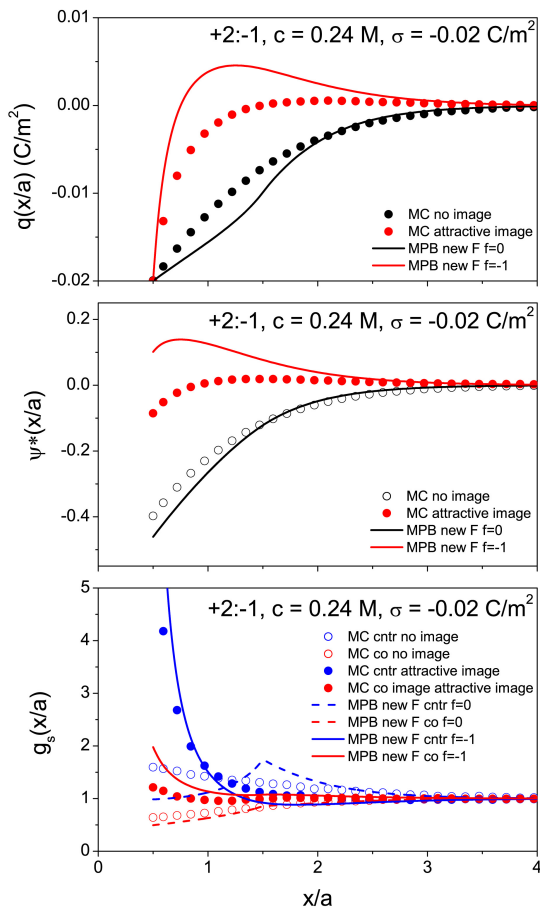 +2:-1, c = 0.24 M, σ = -0.02 C/m²
0.01
0.00
-0.01
-0.02
q(x/a) (C/m²)
MC no image
MC attractive image
MPB new F f=0
MPB new F f=-1
+2:-1, c = 0.24 M, σ = -0.02 C/m²
0.2
0.0
-0.2
-0.4
ψ*(x/a)
MC no image
MC attractive image
MPB new F f=0
MPB new F f=-1
+2:-1, c = 0.24 M, σ = -0.02 C/m²
5
4
3
2
1
0
gₛ(x/a)
MC cntr no image
MC co no image
MC cntr attractive image
MC co image attractive image
MPB new F cntr f=0
MPB new F co f=0
MPB new F cntr f=-1
MPB new F co f=-1
0 1 2 3 4
x/a